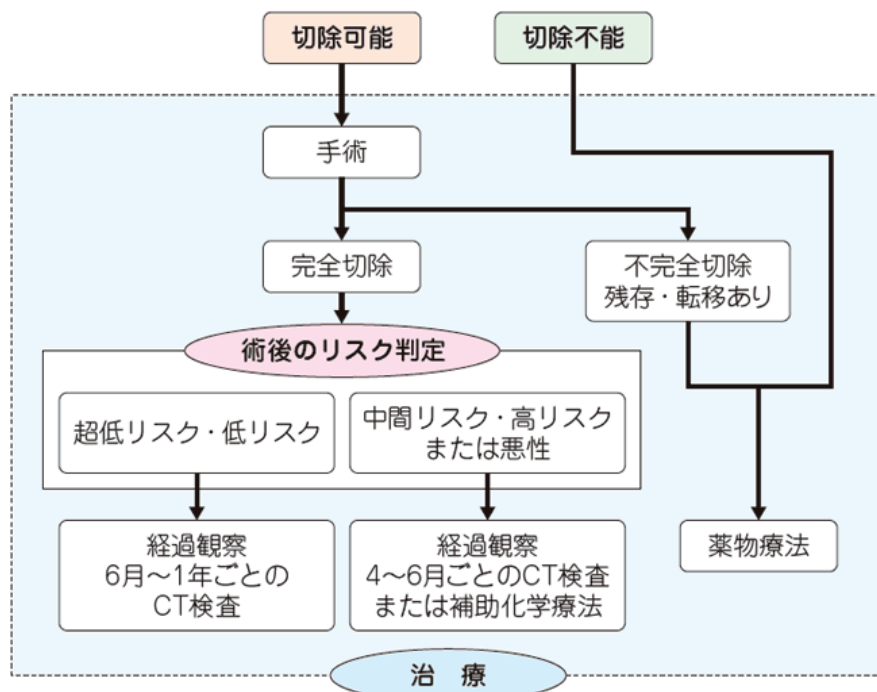 切除可能
切除不能
手術
完全切除
不完全切除
残存・転移あり
術後のリスク判定
超低リスク・低リスク
中間リスク・高リスク
または悪性
経過観察
6月～1年ごとの
CT検査
経過観察
4～6月ごとのCT検査
または補助化学療法
薬物療法
治　療